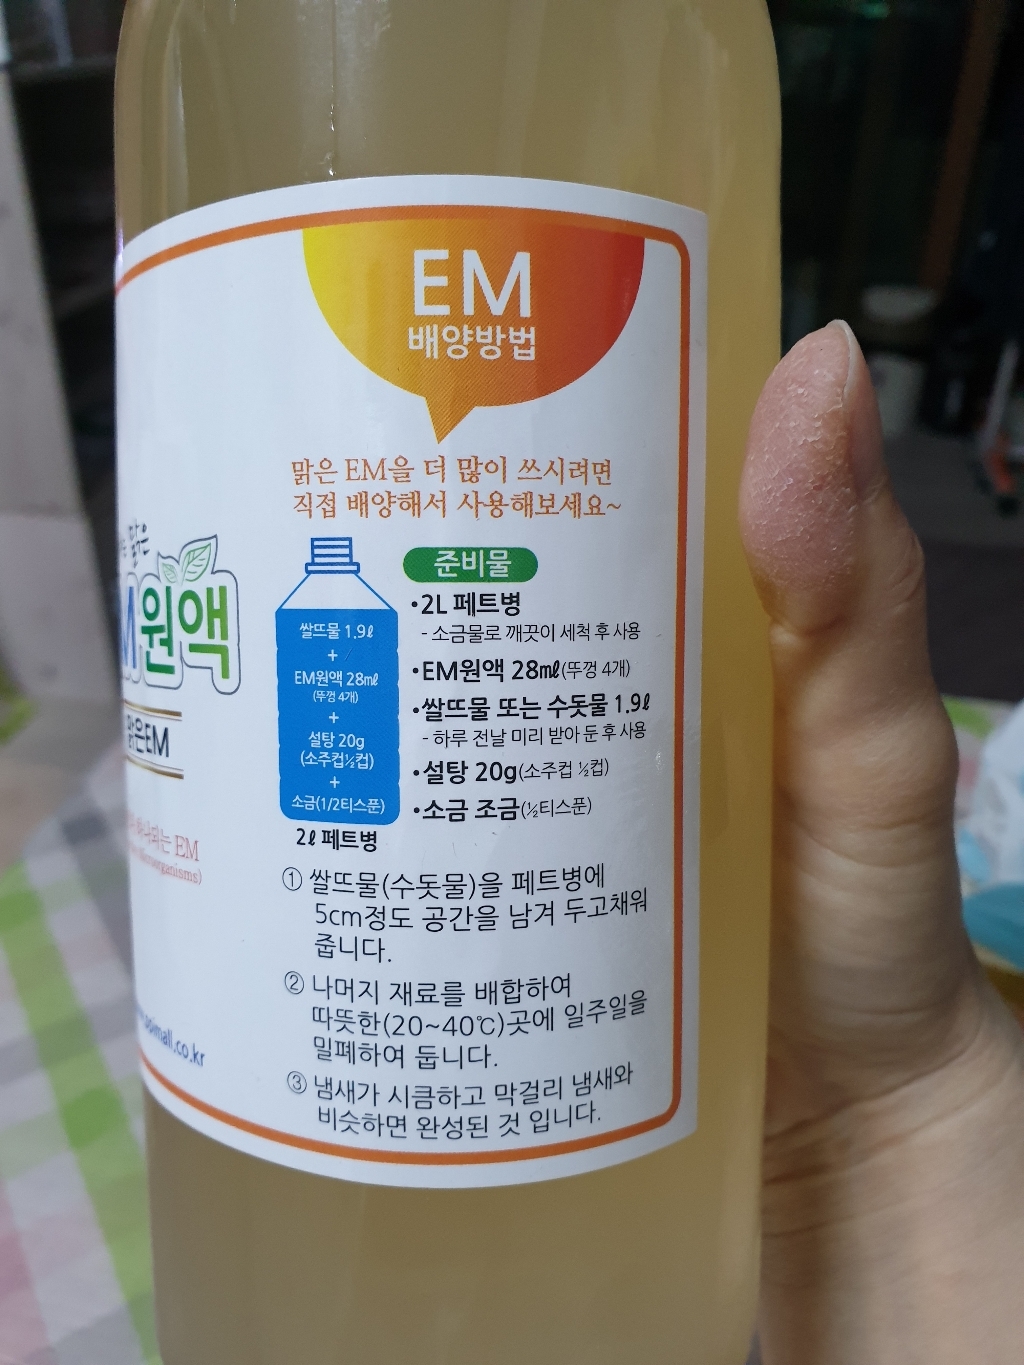 EM
배양방법
맑은 EM을 더 많이 쓰시려면
직접 배양해서 사용해보세요~
쌀뜨물 1.9ℓ
+
EM원액 28㎖
(뚜껑 4개)
+
설탕 20g
(소주컵½컵)
+
소금(1/2티스푼)
2ℓ 페트병
준비물
•2L 페트병
- 소금물로 깨끗이 세척 후 사용
•EM원액 28㎖(뚜껑 4개)
•쌀뜨물 또는 수돗물 1.9ℓ
- 하루 전날 미리 받아 둔 후 사용
•설탕 20g(소주컵 ½컵)
•소금 조금(½티스푼)
① 쌀뜨물(수돗물)을 페트병에
5cm정도 공간을 남겨 두고채워
줍니다.
② 나머지 재료를 배합하여
따뜻한(20~40℃)곳에 일주일을
밀폐하여 둡니다.
③ 냄새가 시큼하고 막걸리 냄새와
비슷하면 완성된 것 입니다.
맑은
M원액
맑은EM
하나되는 EM